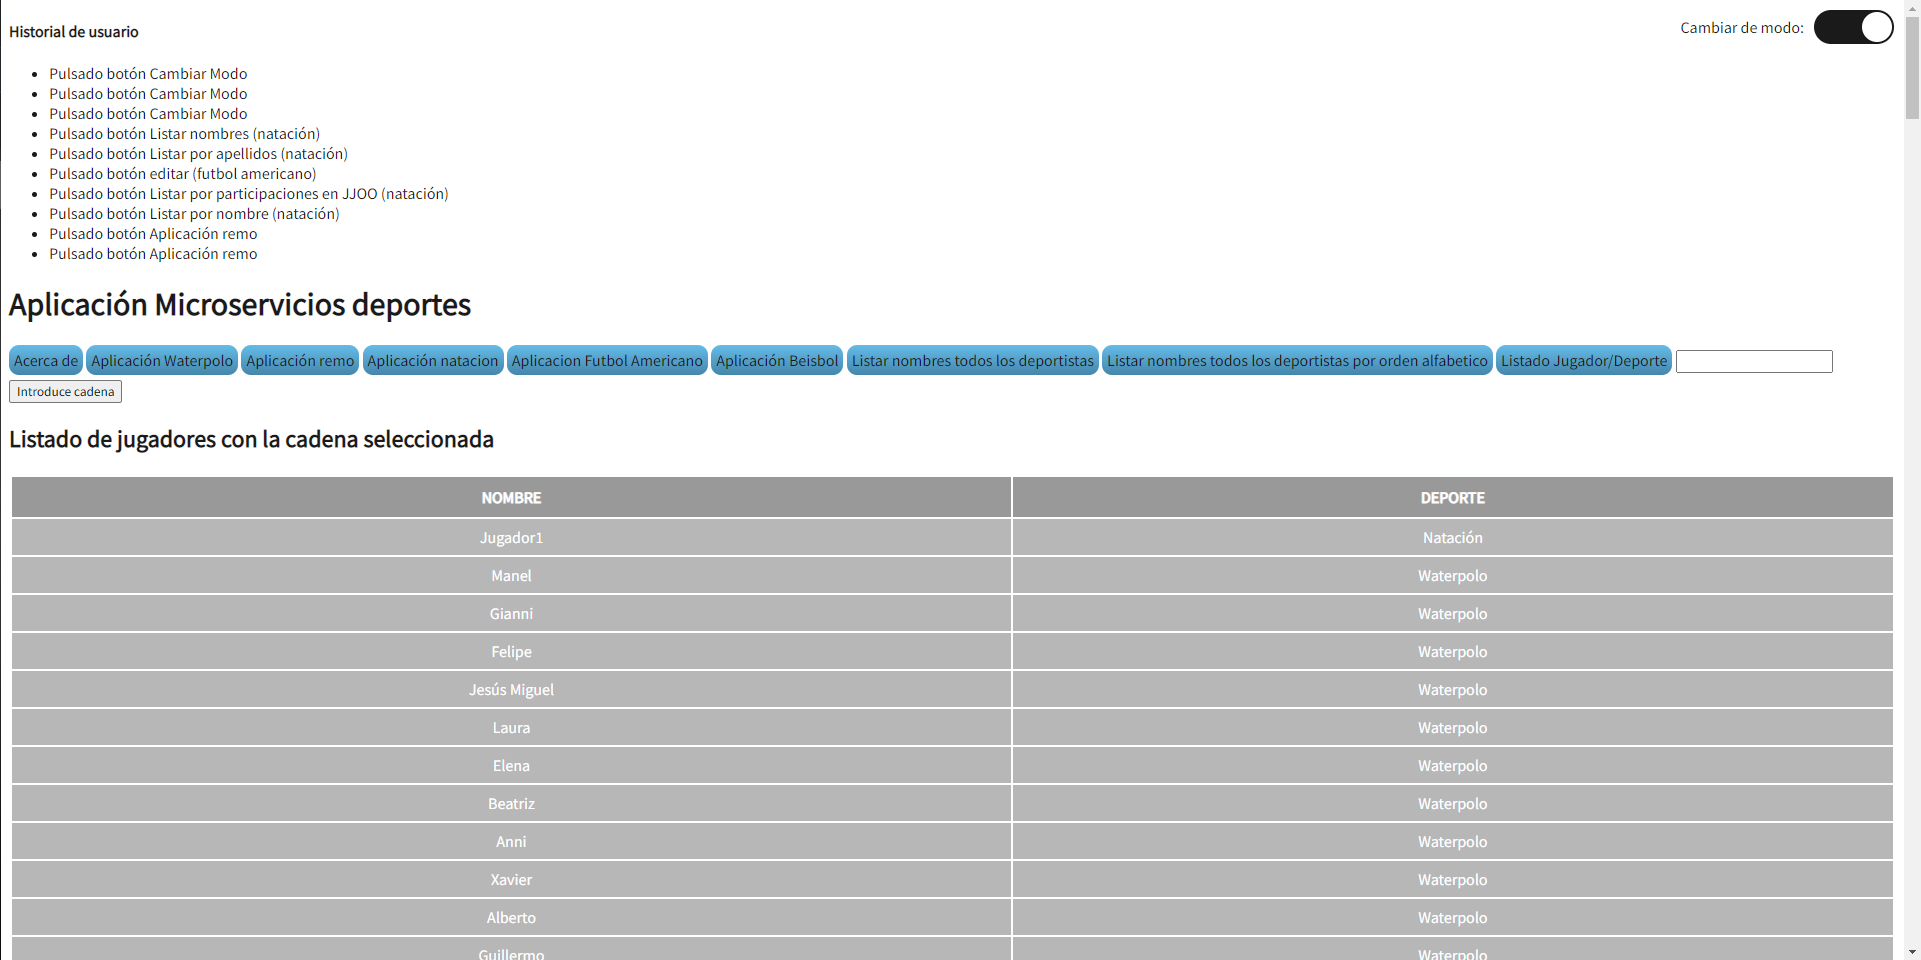 Historial de usuario
Cambiar de modo:
Pulsado botón Cambiar Modo
Pulsado botón Cambiar Modo
Pulsado botón Cambiar Modo
Pulsado botón Listar nombres (natación)
Pulsado botón Listar por apellidos (natación)
Pulsado botón editar (futbol americano)
Pulsado botón Listar por participaciones en JJOO (natación)
Pulsado botón Listar por nombre (natación)
Pulsado botón Aplicación remo
Pulsado botón Aplicación remo
Aplicación Microservicios deportes
Acerca de Aplicación Waterpolo Aplicación remo Aplicación natacion Aplicacion Futbol Americano Aplicación Beisbol Listar nombres todos los deportistas Listar nombres todos los deportistas por orden alfabetico Listado Jugador/Deporte
Introduce cadena
Listado de jugadores con la cadena seleccionada
NOMBRE DEPORTE
Jugador1 Natación
Manel Waterpolo
Gianni Waterpolo
Felipe Waterpolo
Jesús Miguel Waterpolo
Laura Waterpolo
Elena Waterpolo
Beatriz Waterpolo
Anni Waterpolo
Xavier Waterpolo
Alberto Waterpolo
Guillermo Waterpolo